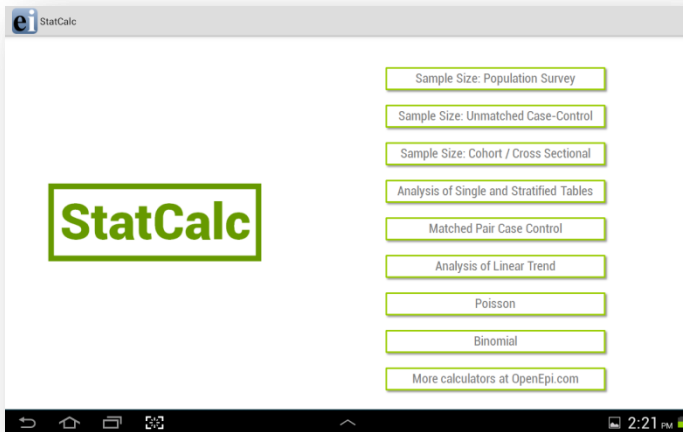 ei StatCalc
StatCalc
Sample Size: Population Survey
Sample Size: Unmatched Case-Control
Sample Size: Cohort / Cross Sectional
Analysis of Single and Stratified Tables
Matched Pair Case Control
Analysis of Linear Trend
Poisson
Binomial
More calculators at OpenEpi.com
2:21 PM